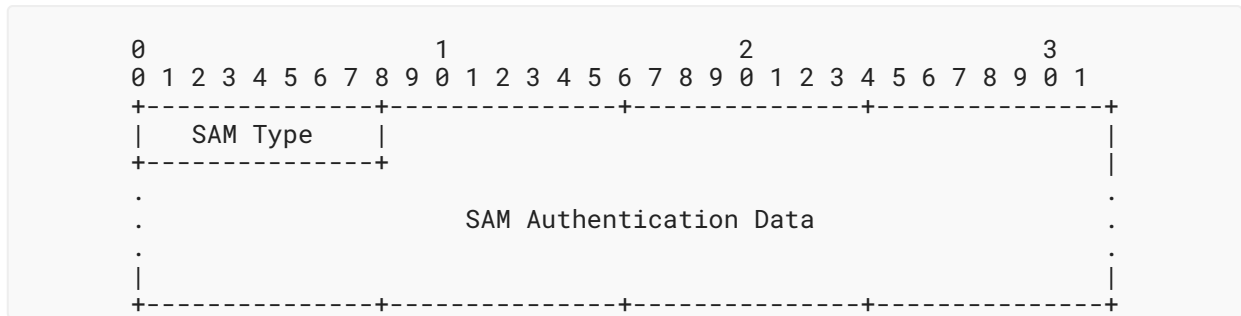 0                   1                   2                   3
0 1 2 3 4 5 6 7 8 9 0 1 2 3 4 5 6 7 8 9 0 1 2 3 4 5 6 7 8 9 0 1
+---------------+---------------+---------------+---------------+
|   SAM Type    |                                               |
+---------------+                                               |
.                                                               .
.                     SAM Authentication Data                   .
.                                                               .
|                                                               |
+---------------+---------------+---------------+---------------+